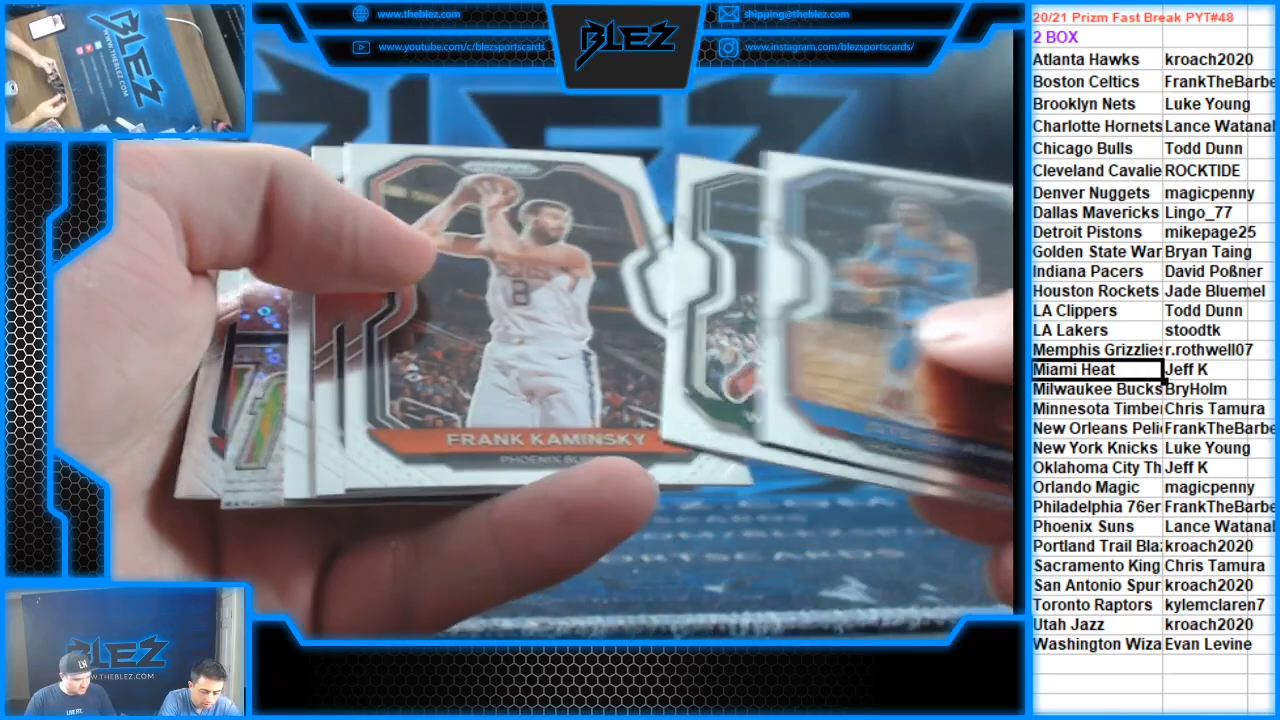 www.theblez.com
www.youtube.com/c/blezsportscards
BLEZ
shipping@theblez.com
www.instagram.com/blezsportscards/
BLEZ
FRANK KAMINSKY
PHOENIX
SUNS
8
BLEZ
WWW.THEBLEZ.COM
20/21 Prizm Fast Break PYT#48
2 BOX
Atlanta Hawks kroach2020
Boston Celtics FrankTheBarbe
Brooklyn Nets Luke Young
Charlotte Hornets Lance Watanal
Chicago Bulls Todd Dunn
Cleveland Cavalie ROCKTIDE
Denver Nuggets magicpenny
Dallas Mavericks Lingo_77
Detroit Pistons mikepage25
Golden State War Bryan Taing
Indiana Pacers David Poßner
Houston Rockets Jade Bluemel
LA Clippers Todd Dunn
LA Lakers stoodtk
Memphis Grizzlies r.rothwell07
Miami Heat Jeff K
Milwaukee Bucks BryHolm
Minnesota Timber Chris Tamura
New Orleans Peli FrankTheBarbe
New York Knicks Luke Young
Oklahoma City Th Jeff K
Orlando Magic magicpenny
Philadelphia 76er FrankTheBarbe
Phoenix Suns Lance Watanal
Portland Trail Bla kroach2020
Sacramento King Chris Tamura
San Antonio Spur kroach2020
Toronto Raptors kylemclaren7
Utah Jazz kroach2020
Washington Wiza Evan Levine